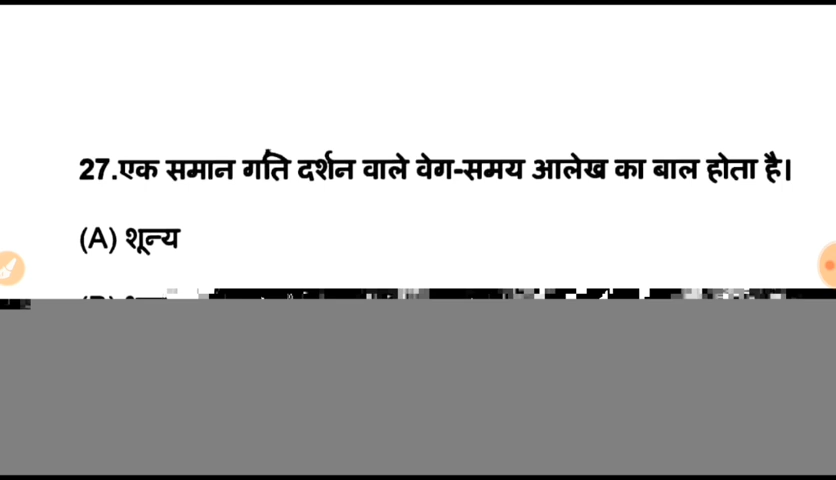 27.एक समान गति दर्शन वाले वेग-समय आलेख का बाल होता है।
(A) शून्य